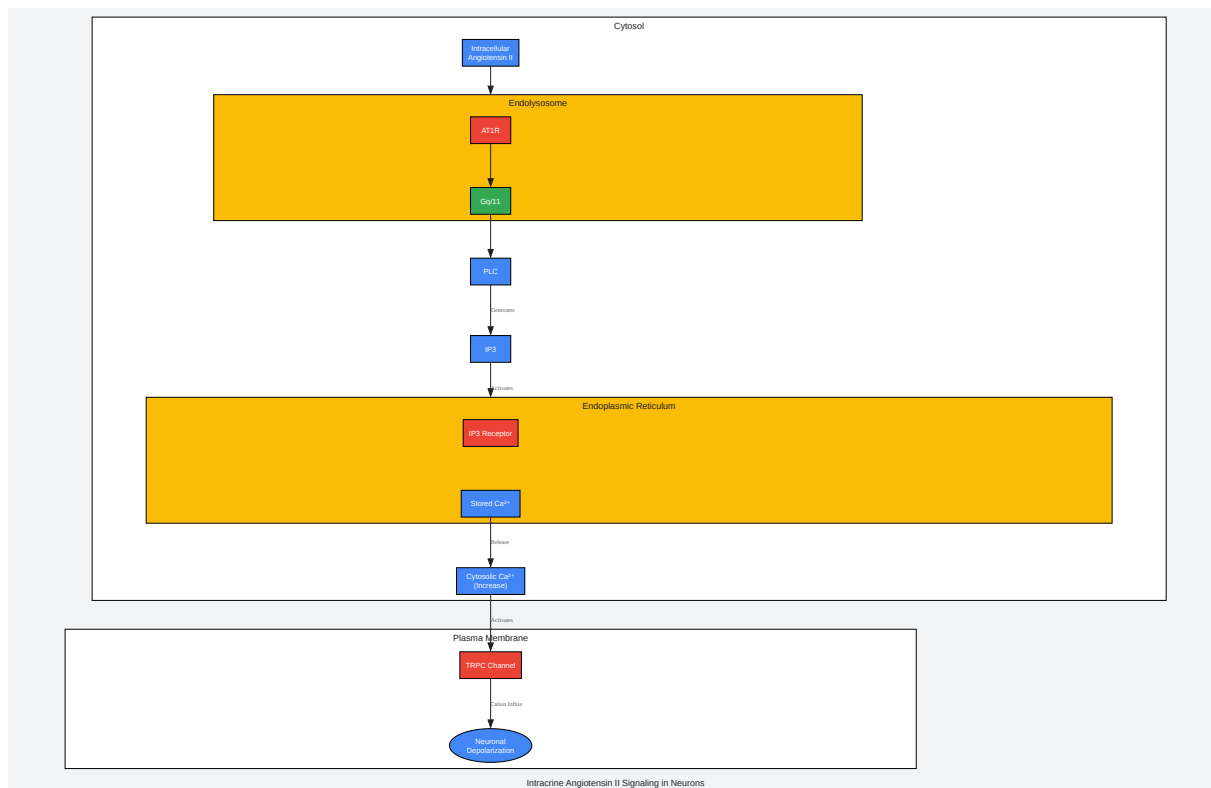 Cytosol
Intracellular
Angiotensin II
Endolysosome
AT1R
Gq/11
PLC
Generates
IP3
Activates
Endoplasmic Reticulum
IP3 Receptor
Stored Ca²⁺
Release
Cytosolic Ca²⁺
(Increase)
Activates
Plasma Membrane
TRPC Channel
Cation Influx
Neuronal
Depolarization
Intracrine Angiotensin II Signaling in Neurons